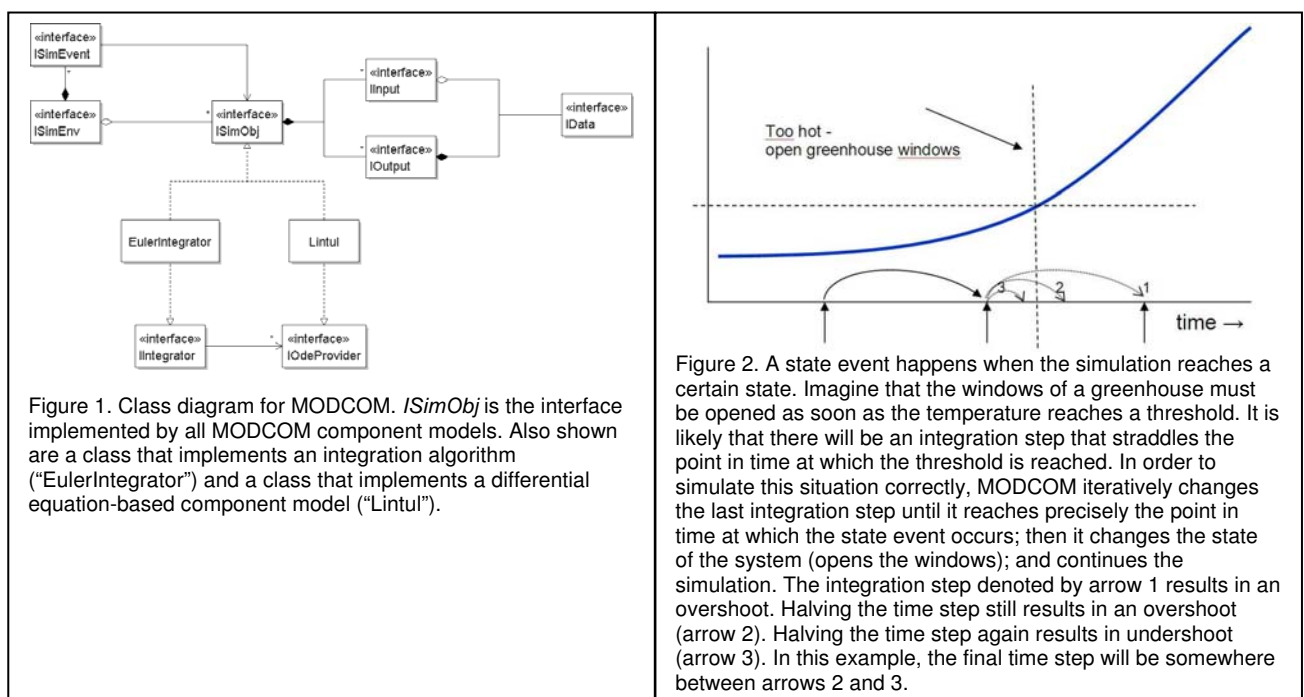 «interface»
ISimEvent
«interface»
ISimEnv
«interface»
ISimObj
«interface»
IInput
«interface»
IOutput
«interface»
IData
EulerIntegrator
Lintul
«interface»
IIntegrator
«interface»
IOdeProvider
Figure 1. Class diagram for MODCOM. ISimObj is the interface
implemented by all MODCOM component models. Also shown
are a class that implements an integration algorithm
(“EulerIntegrator”) and a class that implements a differential
equation-based component model (“Lintul”).
Too hot -
open greenhouse windows
3 2 1
time →
Figure 2. A state event happens when the simulation reaches a
certain state. Imagine that the windows of a greenhouse must
be opened as soon as the temperature reaches a threshold. It is
likely that there will be an integration step that straddles the
point in time at which the threshold is reached. In order to
simulate this situation correctly, MODCOM iteratively changes
the last integration step until it reaches precisely the point in
time at which the state event occurs; then it changes the state
of the system (opens the windows); and continues the
simulation. The integration step denoted by arrow 1 results in an
overshoot. Halving the time step still results in an overshoot
(arrow 2). Halving the time step again results in undershoot
(arrow 3). In this example, the final time step will be somewhere
between arrows 2 and 3.